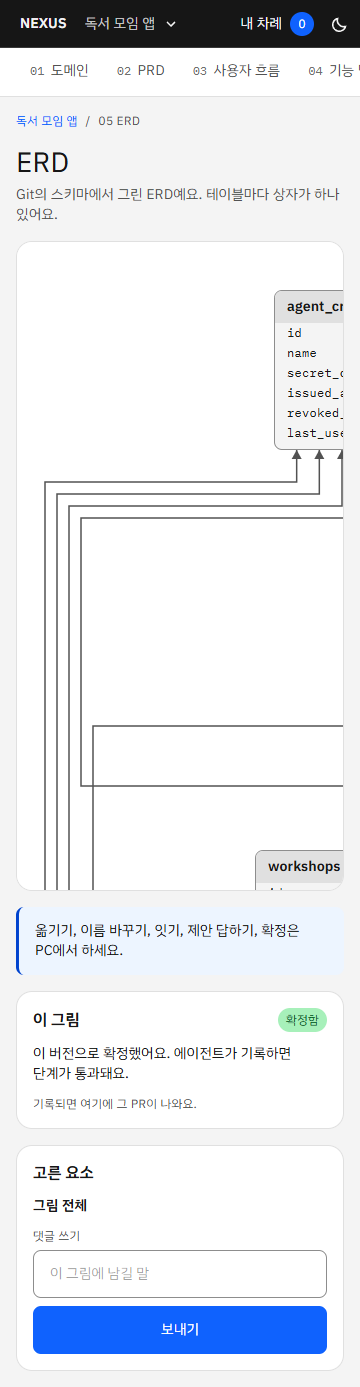 NEXUS 독서 모임 앱 내 차례 0
01 도메인 02 PRD 03 사용자 흐름 04 기능
독서 모임 앱 / 05 ERD
ERD
Git의 스키마에서 그린 ERD예요. 테이블마다 상자가 하나
있어요.
id
name
workshops
옮기기, 이름 바꾸기, 잇기, 제안 답하기, 확정은
PC에서 하세요.
이 그림 확정함
이 버전으로 확정했어요. 에이전트가 기록하면
단계가 통과돼요.
기록되면 여기에 그 PR이 나와요.
고른 요소
그림 전체
댓글 쓰기
이 그림에 남길 말
보내기